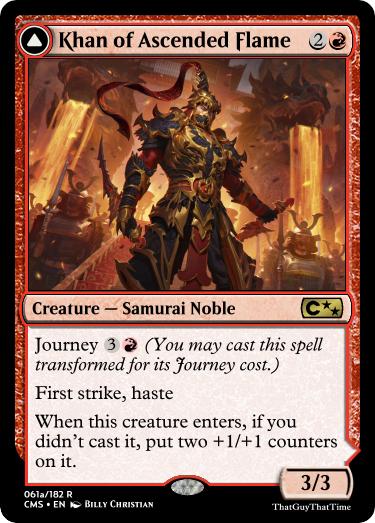 Khan of Ascended Flame 2
Creature — Samurai Noble
C
Journey 3 (You may cast this spell
transformed for its Journey cost.)
First strike, haste
When this creature enters, if you
didn't cast it, put two +1/+1 counters
on it.
3/3
061a/182 R
CMS • EN Billy Christian
ThatGuyThatTime